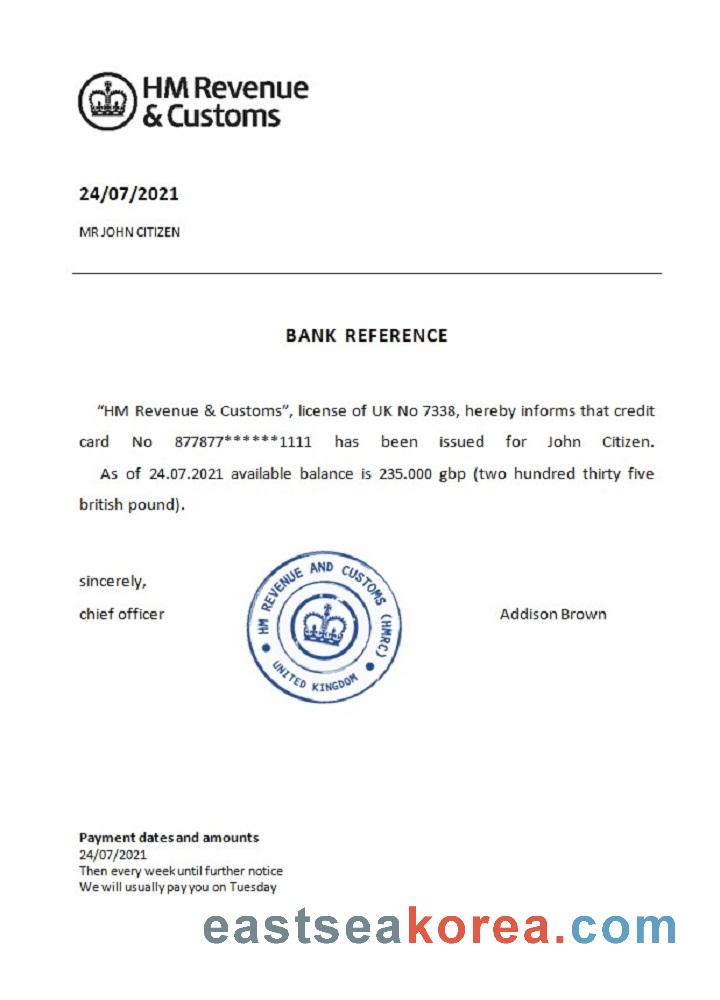 HM Revenue
& Customs
24/07/2021
MR JOHN CITIZEN
BANK REFERENCE
“HM Revenue & Customs”, license of UK No 7338, hereby informs that credit
card No 877877******1111 has been issued for John Citizen.
As of 24.07.2021 available balance is 235.000 gbp (two hundred thirty five
british pound).
sincerely,
chief officer
HM REVENUE AND CUSTOMS (HMRC)
UNITED KINGDOM
Addison Brown
Payment dates and amounts
24/07/2021
Then every week until further notice
We will usually pay you on Tuesday
eastseakorea.com